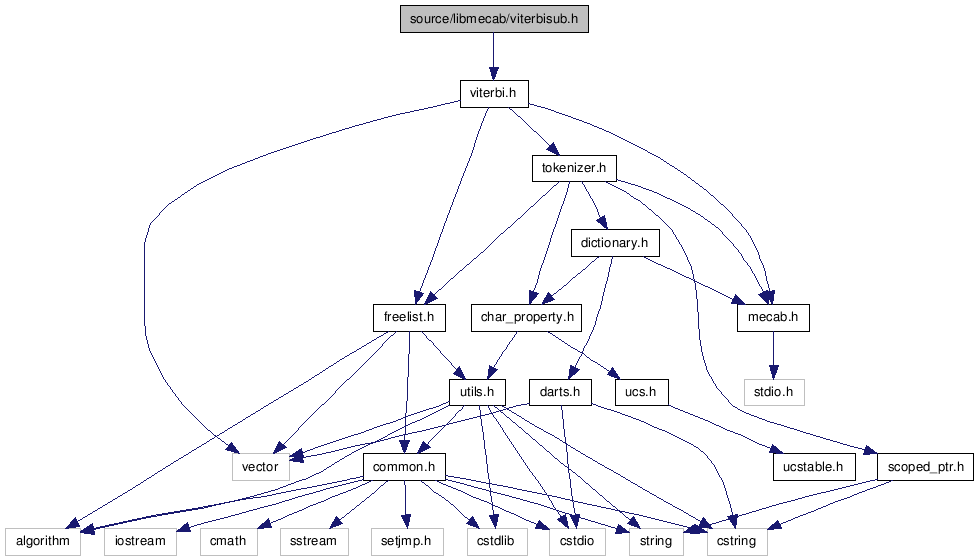 source/libmecab/viterbisub.h
viterbi.h
tokenizer.h
dictionary.h
freelist.h
char_property.h
mecab.h
utils.h
darts.h
ucs.h
stdio.h
vector
common.h
ucstable.h
scoped_ptr.h
algorithm
iostream
cmath
sstream
setjmp.h
cstdlib
cstdio
string
cstring